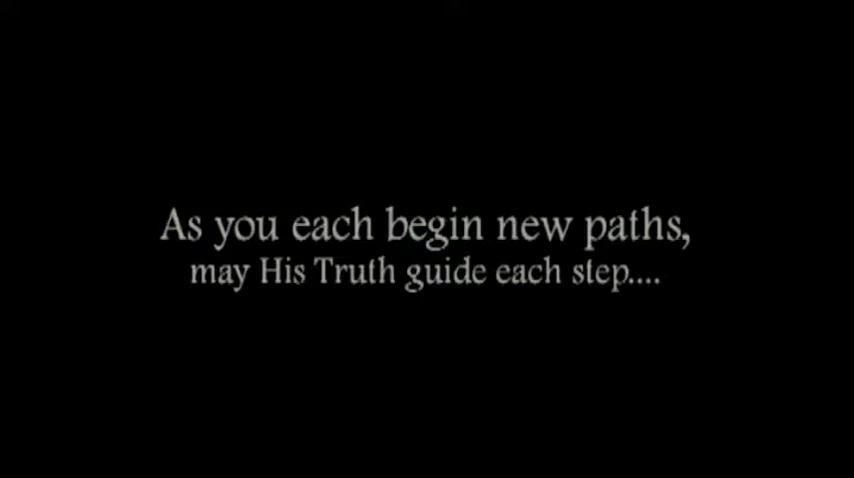 As you each begin new paths,
may His Truth guide each step....